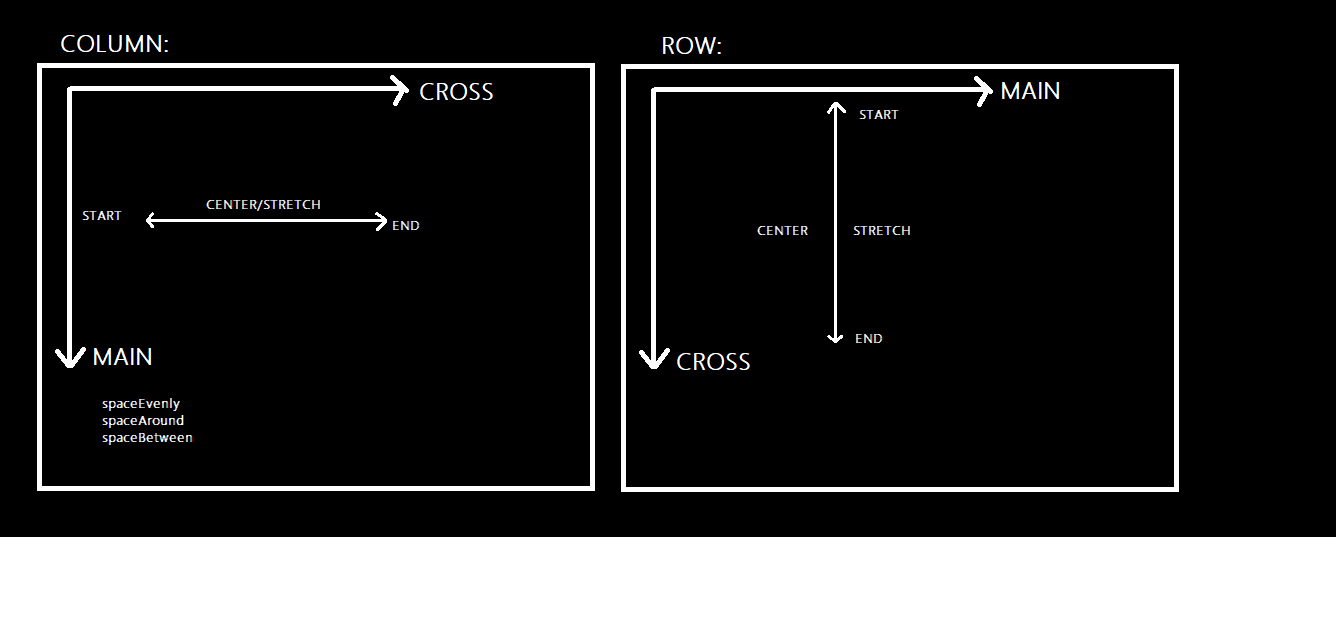 COLUMN:
CROSS
START
CENTER/STRETCH
END
MAIN
spaceEvenly
spaceAround
spaceBetween
ROW:
MAIN
START
CENTER
STRETCH
END
CROSS